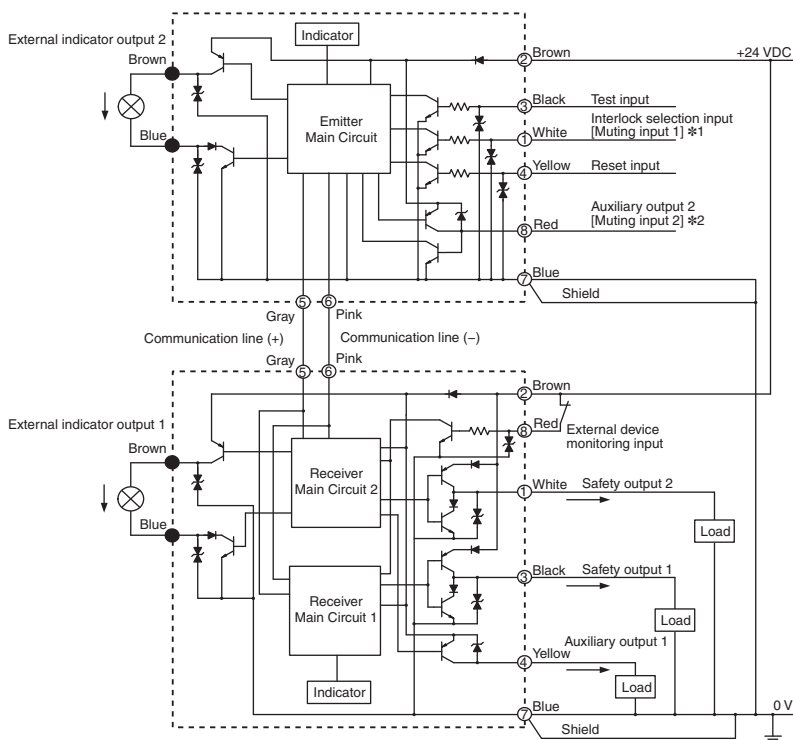 External indicator output 2
Indicator
Brown
Blue
Emitter
Main Circuit
② Brown
+24 VDC
③ Black
Test input
① White
Interlock selection input
[Muting input 1] *1
④ Yellow
Reset input
⑧ Red
Auxiliary output 2
[Muting input 2] *2
⑦ Blue
Shield
⑤ ⑥
Gray
Pink
Communication line (+)
Communication line (−)
Gray
Pink
⑤ ⑥
External indicator output 1
Brown
Blue
Receiver
Main Circuit 2
Receiver
Main Circuit 1
Indicator
② Brown
⑧ Red
External device
monitoring input
① White
Safety output 2
Load
③ Black
Safety output 1
Load
④ Yellow
Auxiliary output 1
Load
⑦ Blue
0 V
Shield